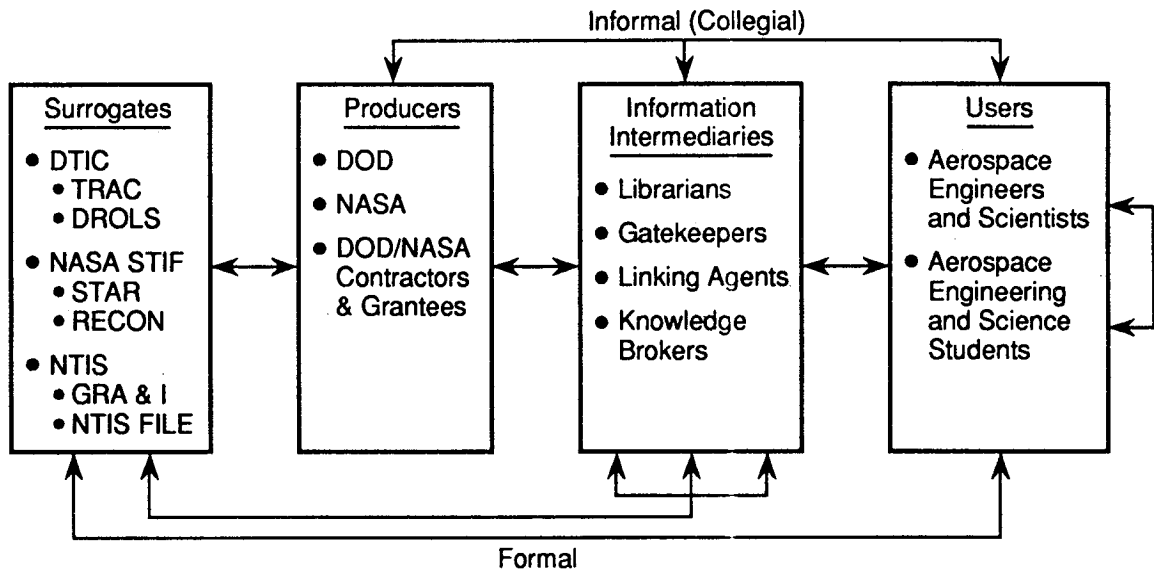 Informal (Collegial)
Surrogates
● DTIC
• TRAC
• DROLS
● NASA STIF
• STAR
• RECON
● NTIS
• GRA & I
• NTIS FILE
Producers
● DOD
● NASA
● DOD/NASA
Contractors
& Grantees
Information
Intermediaries
● Librarians
● Gatekeepers
● Linking Agents
● Knowledge
Brokers
Users
● Aerospace
Engineers
and Scientists
● Aerospace
Engineering
and Science
Students
Formal